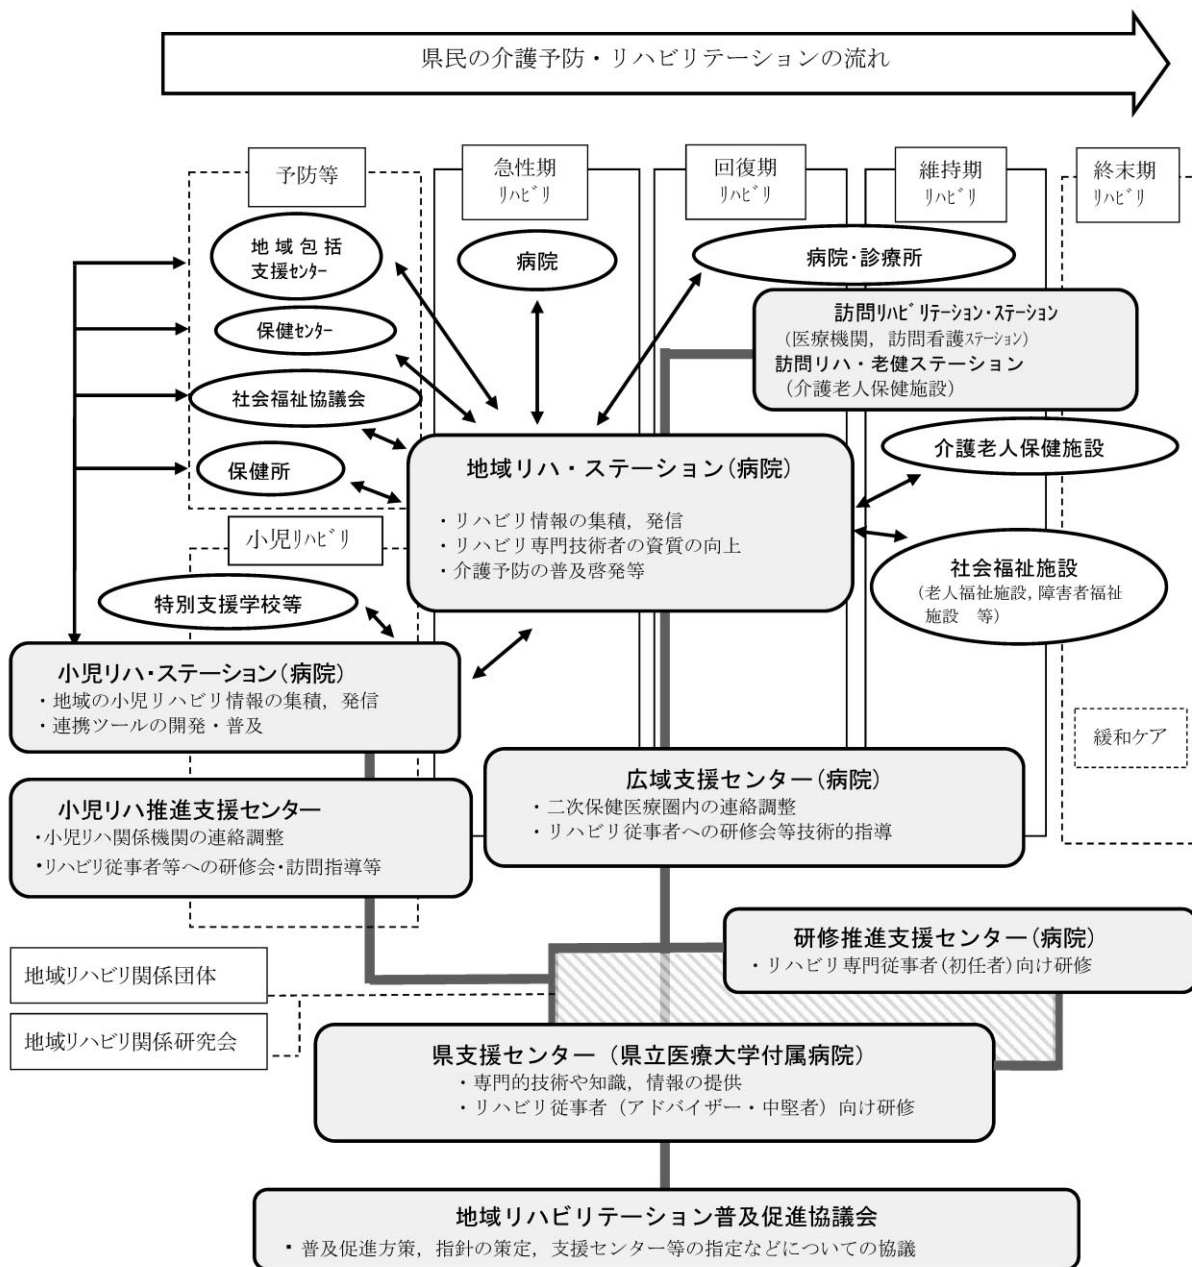 県民の介護予防・リハビリテーションの流れ
予防等
急性期
リハビリ
回復期
リハビリ
維持期
リハビリ
終末期
リハビリ
地域包括
支援センター
保健センター
社会福祉協議会
保健所
病院
病院・診療所
訪問リハビリテーション・ステーション
(医療機関，訪問看護ステーション)
訪問リハ・老健ステーション
(介護老人保健施設)
地域リハ・ステーション(病院)
・リハビリ情報の集積，発信
・リハビリ専門技術者の資質の向上
・介護予防の普及啓発等
介護老人保健施設
社会福祉施設
(老人福祉施設，障害者福祉
施設 等)
小児リハビリ
特別支援学校等
小児リハ・ステーション(病院)
・地域の小児リハビリ情報の集積，発信
・連携ツールの開発・普及
緩和ケア
小児リハ推進支援センター
・小児リハ関係機関の連絡調整
・リハビリ従事者等への研修会・訪問指導等
広域支援センター(病院)
・二次保健医療圏内の連絡調整
・リハビリ従事者への研修会等技術的指導
研修推進支援センター(病院)
・リハビリ専門従事者(初任者)向け研修
地域リハビリ関係団体
地域リハビリ関係研究会
県支援センター（県立医療大学付属病院）
・専門的技術や知識，情報の提供
・リハビリ従事者（アドバイザー・中堅者）向け研修
地域リハビリテーション普及促進協議会
・普及促進方策，指針の策定，支援センター等の指定などについての協議